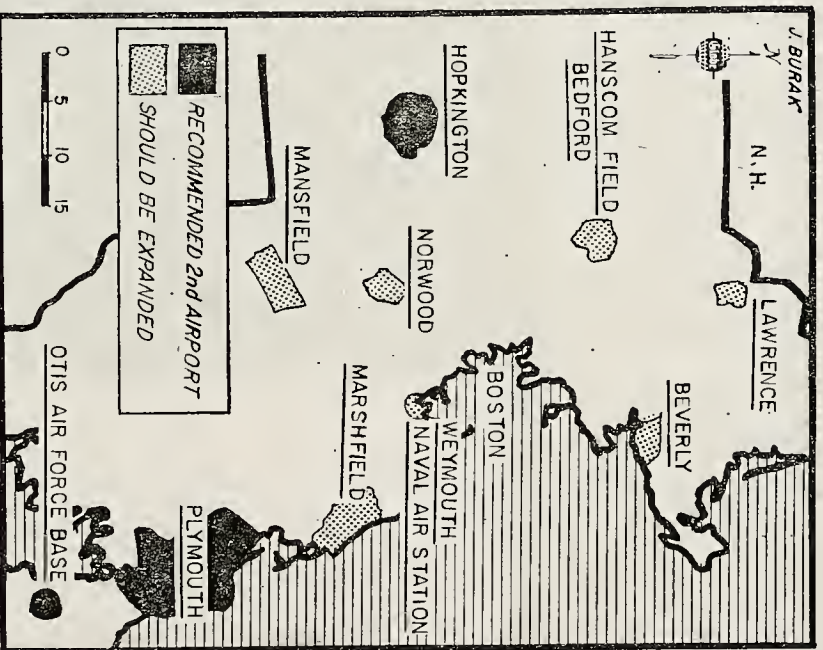 J. BURAK
N
N.H.
LAWRENCE
HANSCOM FIELD
BEDFORD
BEVERLY
HOPKINGTON
NORWOOD
BOSTON
WEYMOUTH
NAVAL AIR STATION
MANSFIELD
MARSHFIELD
PLYMOUTH
OTIS AIR FORCE BASE
RECOMMENDED 2nd AIRPORT
SHOULD BE EXPANDED
0 5 10 15